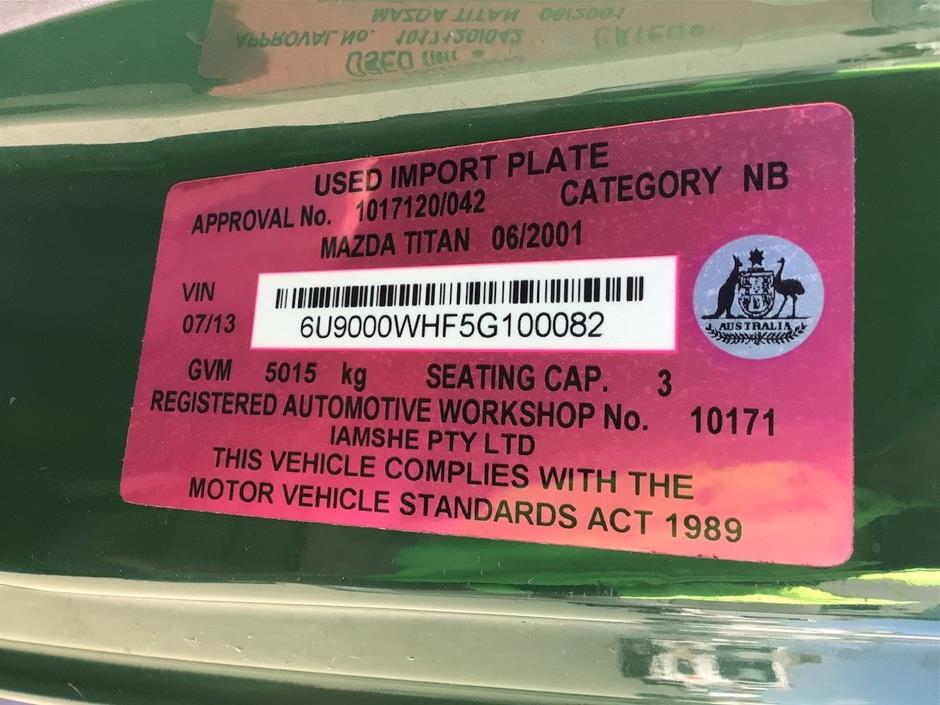 USED IMPORT PLATE
APPROVAL No. 1017120/042 CATEGORY NB
MAZDA TITAN 06/2001
VIN
07/13 6U9000WHF5G100082
AUSTRALIA
GVM 5015 kg SEATING CAP. 3
REGISTERED AUTOMOTIVE WORKSHOP No. 10171
IAMSHE PTY LTD
THIS VEHICLE COMPLIES WITH THE
MOTOR VEHICLE STANDARDS ACT 1989